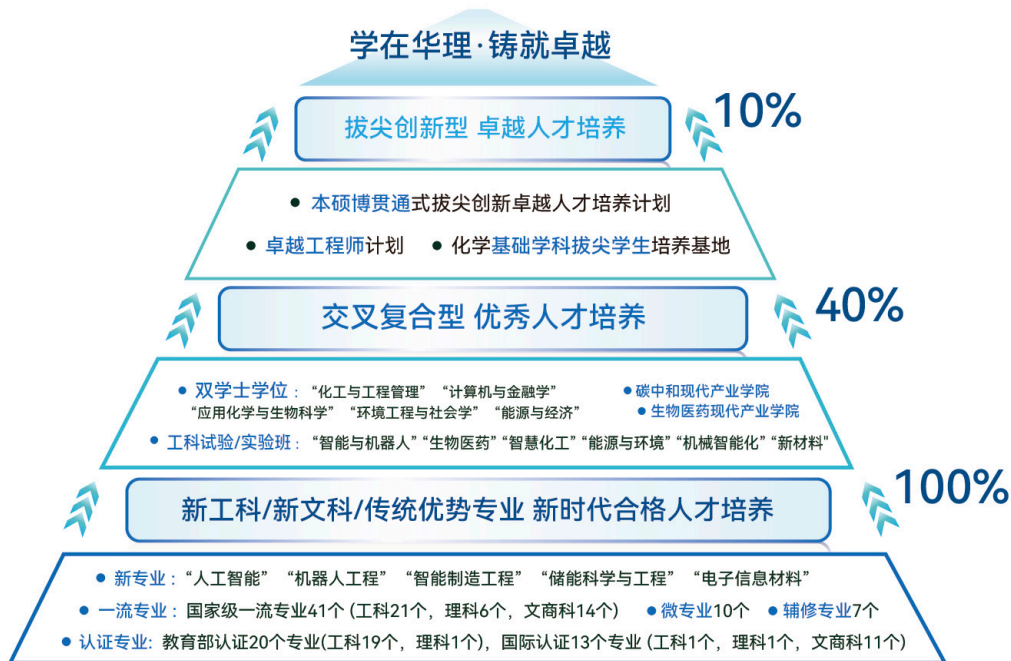 学在华理·铸就卓越
拔尖创新型 卓越人才培养
10%
● 本硕博贯通式拔尖创新卓越人才培养计划
● 卓越工程师计划 ● 化学基础学科拔尖学生培养基地
交叉复合型 优秀人才培养
40%
● 双学士学位：“化工与工程管理” “计算机与金融学” ● 碳中和现代产业学院
“应用化学与生物科学” “环境工程与社会学” “能源与经济” ● 生物医药现代产业学院
● 工科试验/实验班：“智能与机器人” “生物医药” “智慧化工” “能源与环境” “机械智能化” “新材料"
新工科/新文科/传统优势专业 新时代合格人才培养
100%
● 新专业：“人工智能” “机器人工程” “智能制造工程” “储能科学与工程” “电子信息材料”
● 一流专业：国家级一流专业41个 (工科21个，理科6个，文商科14个) ● 微专业10个 ● 辅修专业7个
● 认证专业: 教育部认证20个专业(工科19个，理科1个)，国际认证13个专业 (工科1个，理科1个，文商科11个)